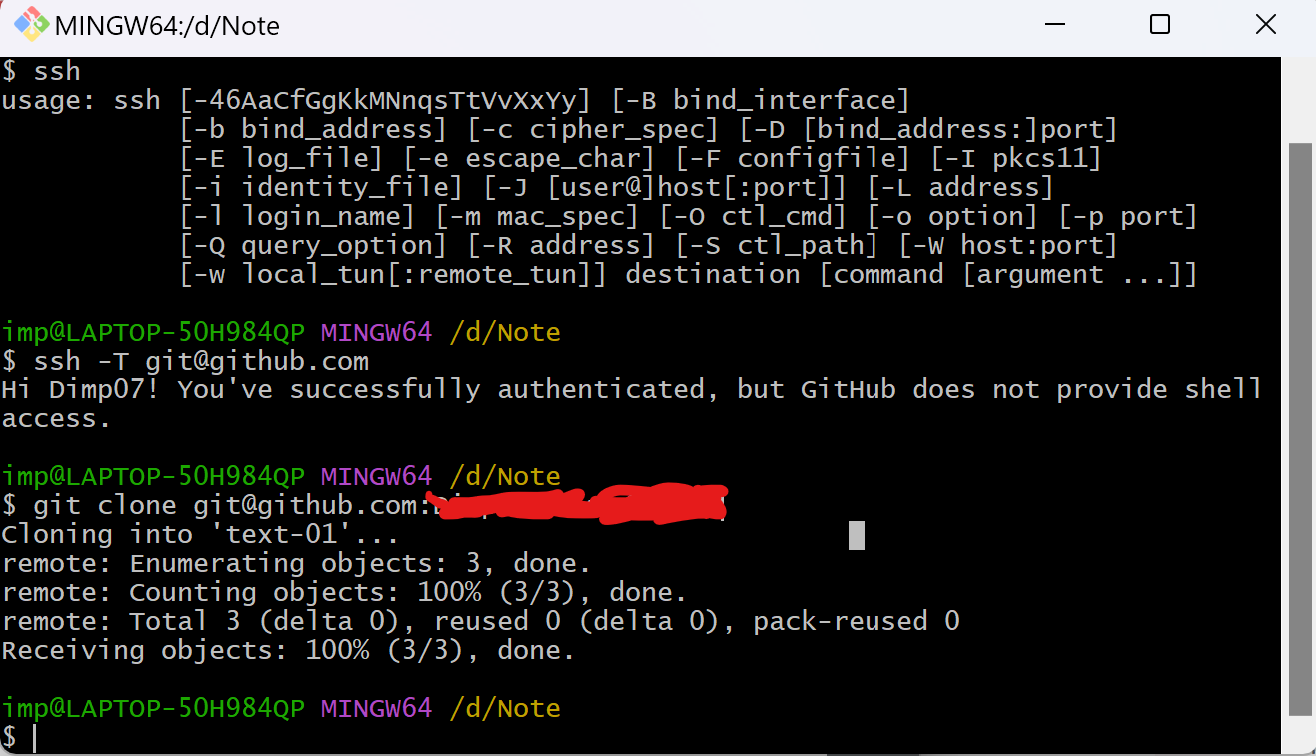 MINGW64:/d/Note
$ ssh
usage: ssh [-46AaCfGgKkMNnqsTtVvXxYy] [-B bind_interface]
           [-b bind_address] [-c cipher_spec] [-D [bind_address:]port]
           [-E log_file] [-e escape_char] [-F configfile] [-I pkcs11]
           [-i identity_file] [-J [user@]host[:port]] [-L address]
           [-l login_name] [-m mac_spec] [-O ctl_cmd] [-o option] [-p port]
           [-Q query_option] [-R address] [-S ctl_path] [-W host:port]
           [-w local_tun[:remote_tun]] destination [command [argument ...]]
imp@LAPTOP-5OH984QP MINGW64 /d/Note
$ ssh -T git@github.com
Hi Dimp07! You've successfully authenticated, but GitHub does not provide shell
access.
imp@LAPTOP-5OH984QP MINGW64 /d/Note
$ git clone git@github.com:
Cloning into 'text-01'...
remote: Enumerating objects: 3, done.
remote: Counting objects: 100% (3/3), done.
remote: Total 3 (delta 0), reused 0 (delta 0), pack-reused 0
Receiving objects: 100% (3/3), done.
imp@LAPTOP-5OH984QP MINGW64 /d/Note
$